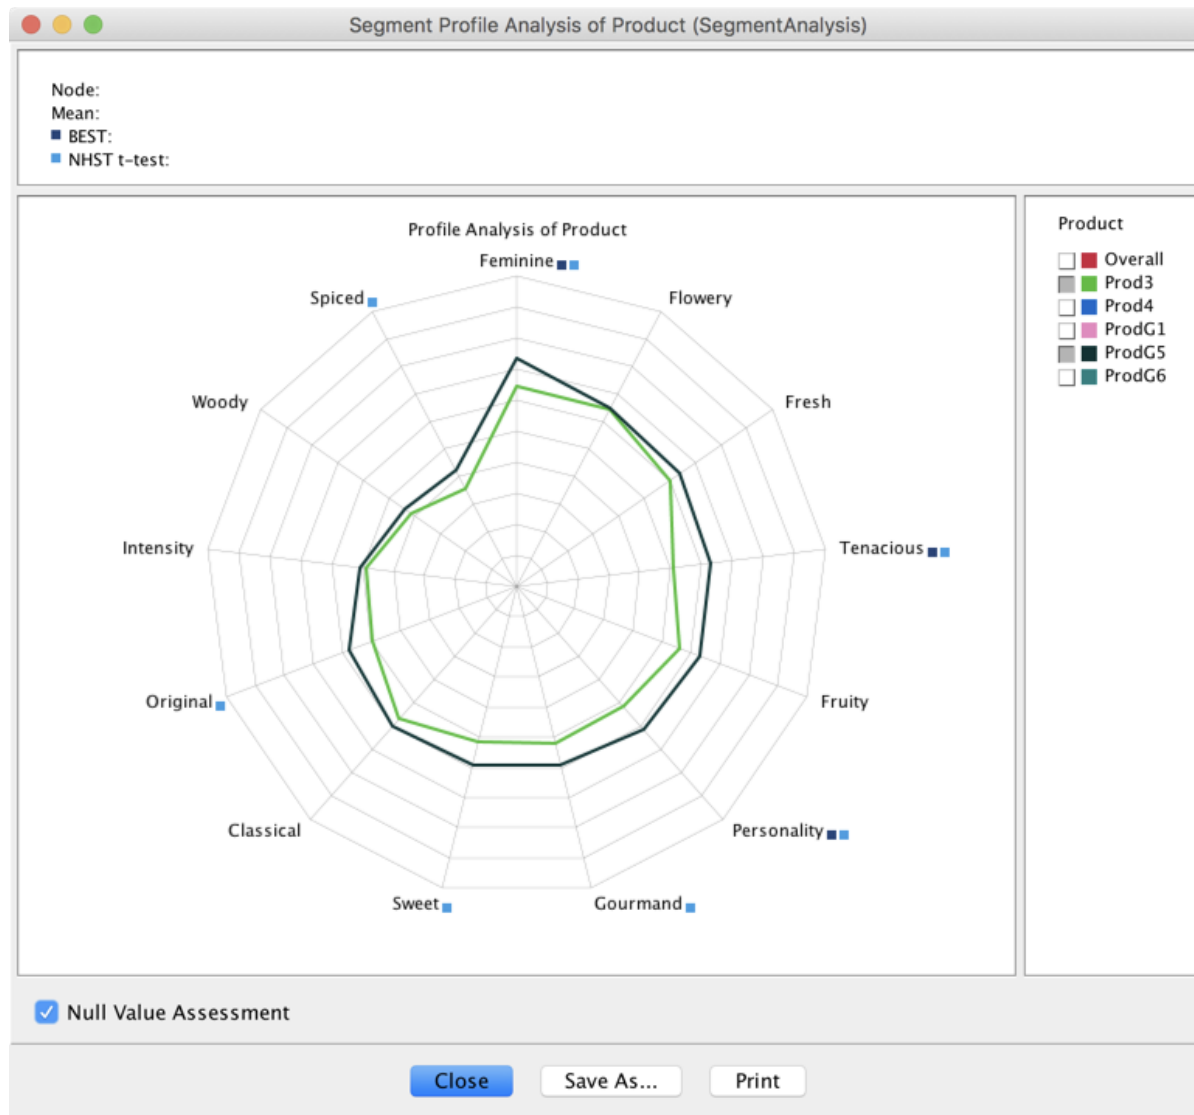 Segment Profile Analysis of Product (SegmentAnalysis)
Node:
Mean:
BEST:
NHST t-test:
Profile Analysis of Product
Feminine
Flowery
Fresh
Tenacious
Fruity
Personality
Gourmand
Sweet
Classical
Original
Intensity
Woody
Spiced
Product
Overall
Prod3
Prod4
ProdG1
ProdG5
ProdG6
Null Value Assessment
Close
Save As...
Print